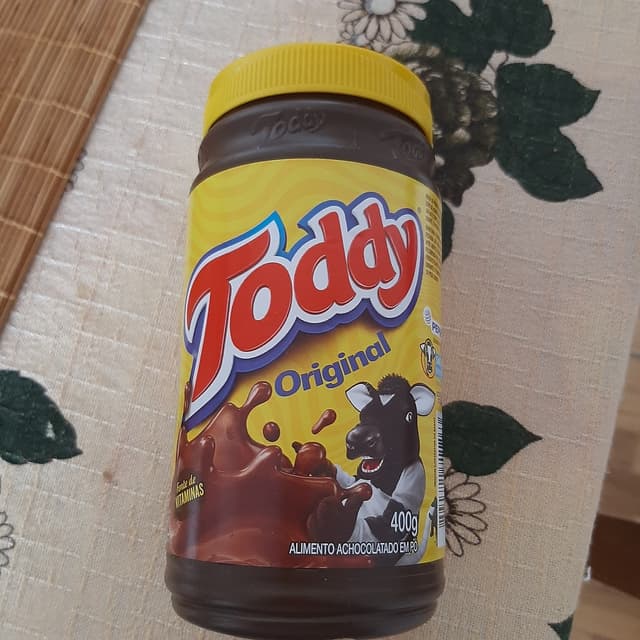 Toddy
Toddy
Original
Fonte de
VITAMINAS
400g
ALIMENTO ACHOCOLATADO EM PÓ